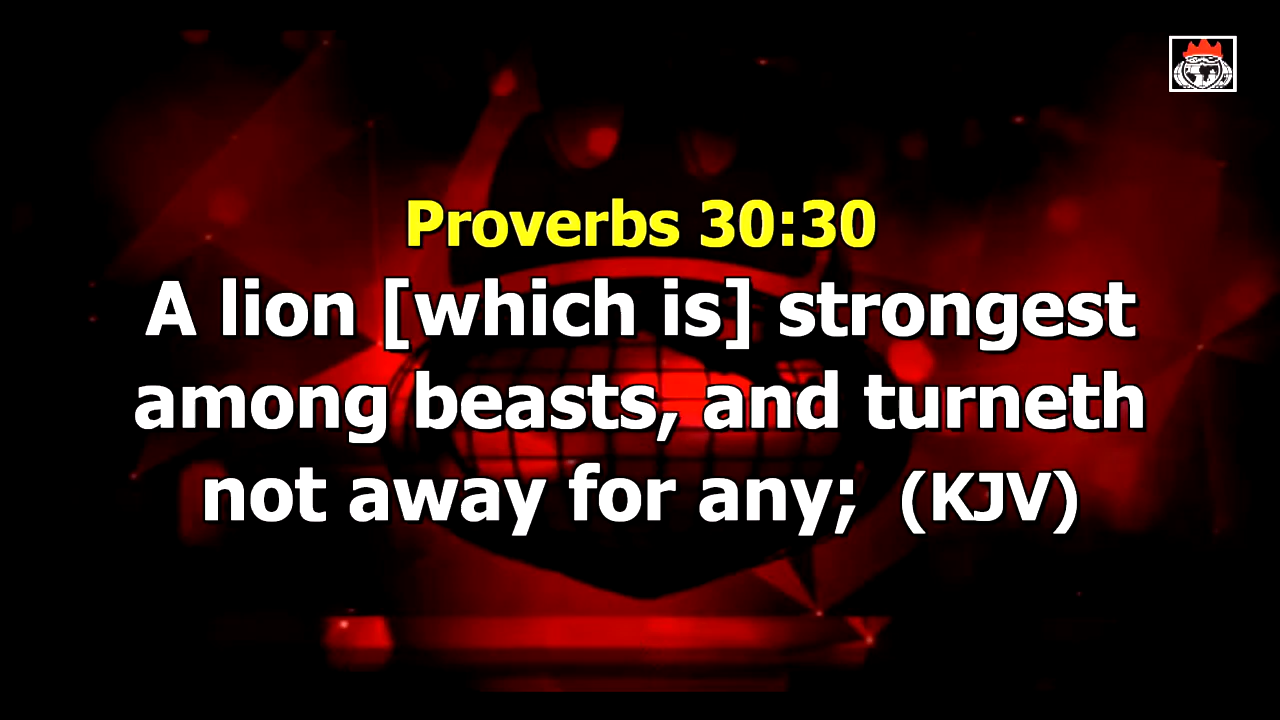 Proverbs 30:30
A lion [which is] strongest
among beasts, and turneth
not away for any; (KJV)